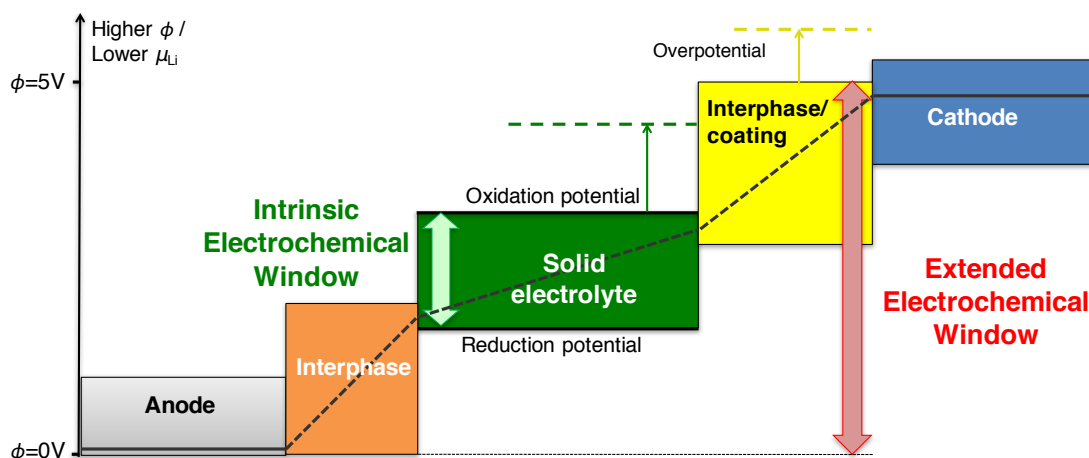 Higher ϕ /
Lower μLi
Overpotential
ϕ=5V
Interphase/
coating
Cathode
Oxidation potential
Intrinsic
Electrochemical
Window
Solid
electrolyte
Extended
Electrochemical
Window
Reduction potential
Interphase
Anode
ϕ=0V